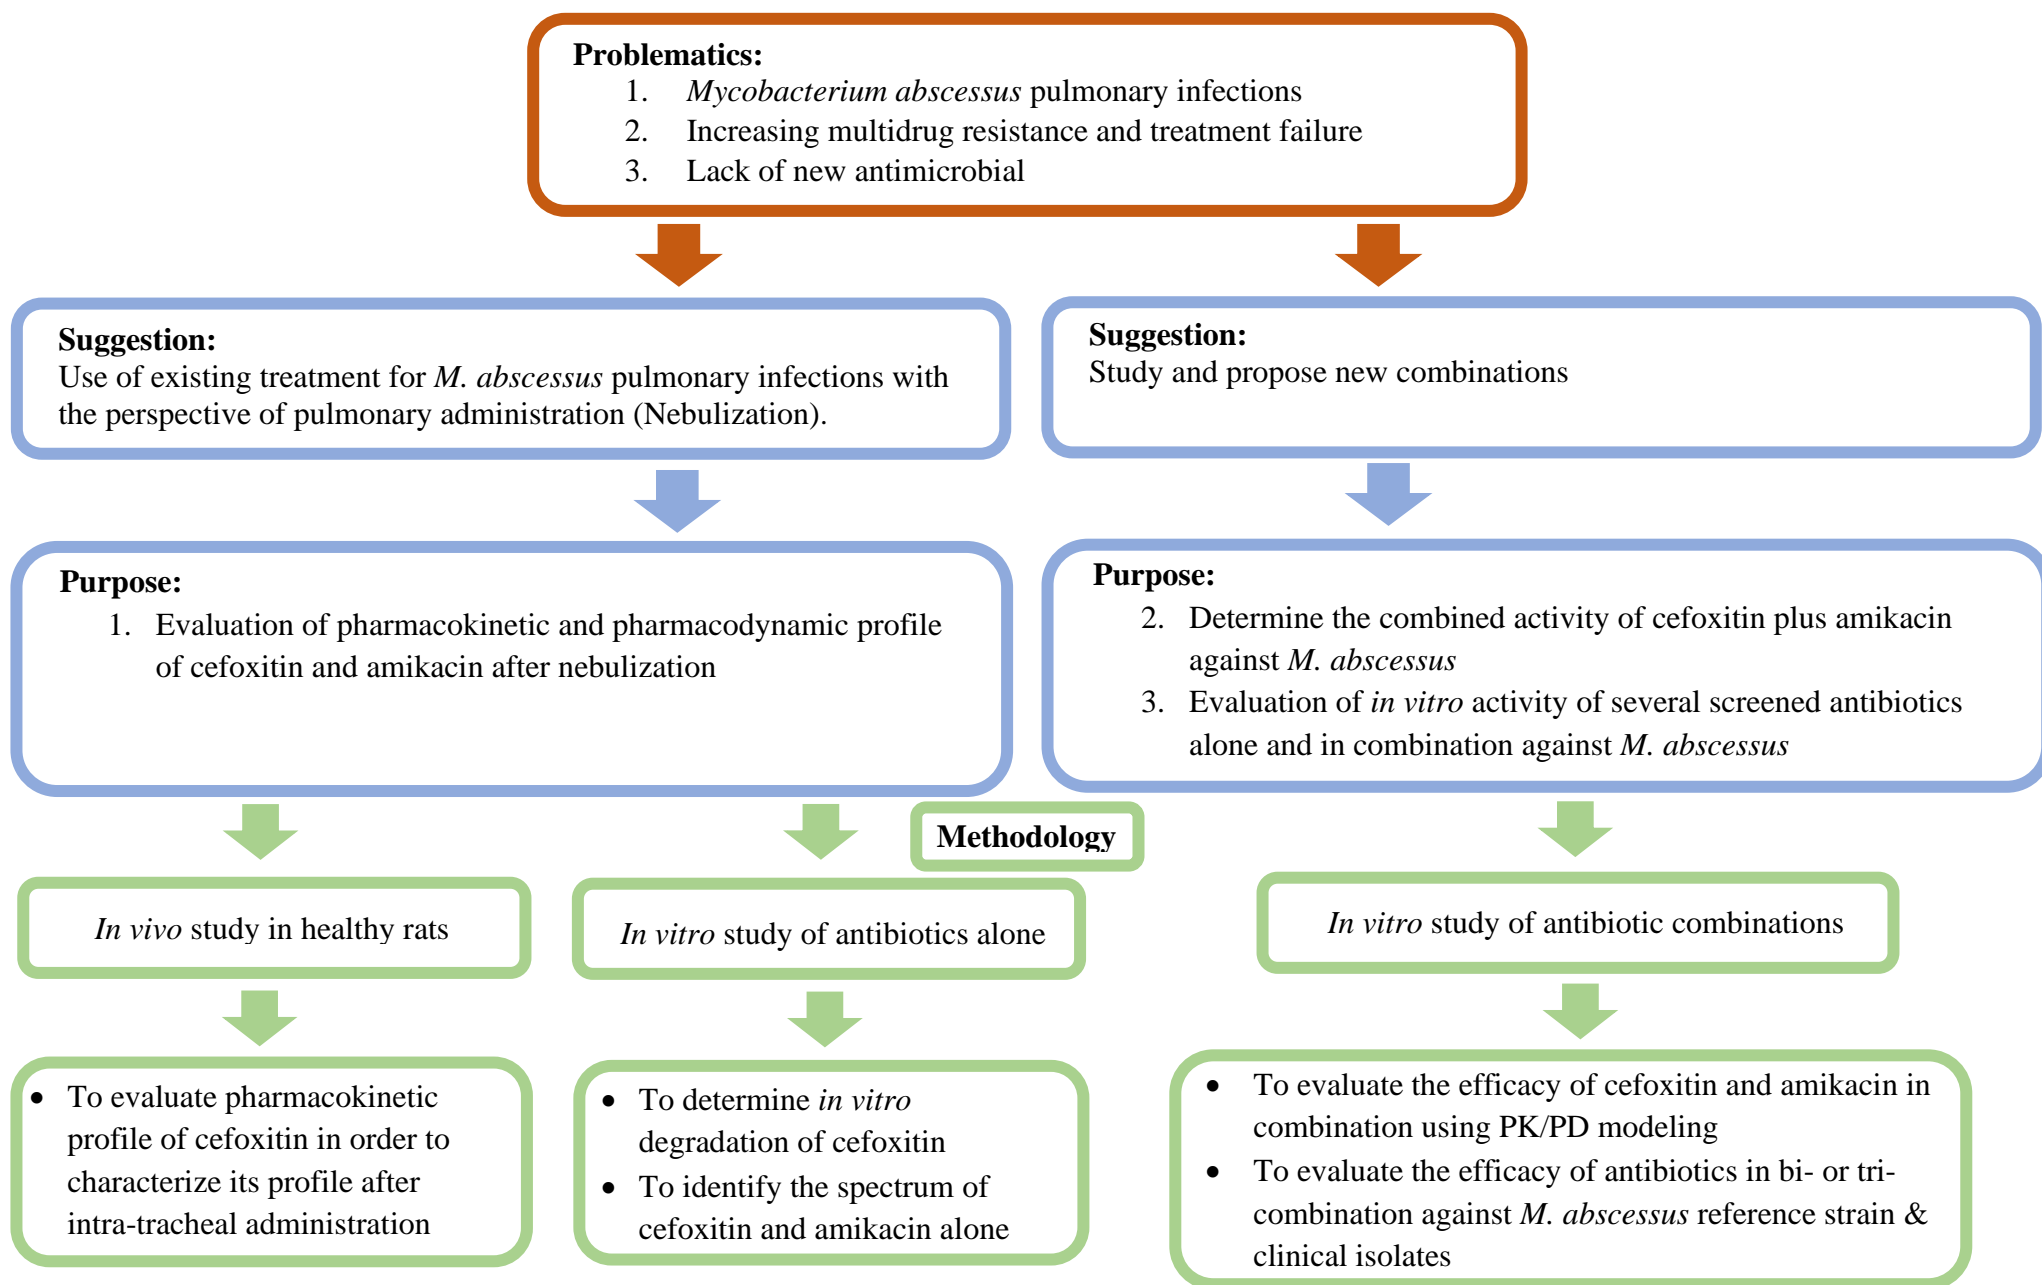 Problematics:
1. Mycobacterium abscessus pulmonary infections
2. Increasing multidrug resistance and treatment failure
3. Lack of new antimicrobial
Suggestion:
Use of existing treatment for M. abscessus pulmonary infections with
the perspective of pulmonary administration (Nebulization).
Suggestion:
Study and propose new combinations
Purpose:
1. Evaluation of pharmacokinetic and pharmacodynamic profile
of cefoxitin and amikacin after nebulization
Purpose:
2. Determine the combined activity of cefoxitin plus amikacin
against M. abscessus
3. Evaluation of in vitro activity of several screened antibiotics
alone and in combination against M. abscessus
Methodology
In vivo study in healthy rats
In vitro study of antibiotics alone
In vitro study of antibiotic combinations
• To evaluate pharmacokinetic
profile of cefoxitin in order to
characterize its profile after
intra-tracheal administration
• To determine in vitro
degradation of cefoxitin
• To identify the spectrum of
cefoxitin and amikacin alone
• To evaluate the efficacy of cefoxitin and amikacin in
combination using PK/PD modeling
• To evaluate the efficacy of antibiotics in bi- or tri-
combination against M. abscessus reference strain &
clinical isolates